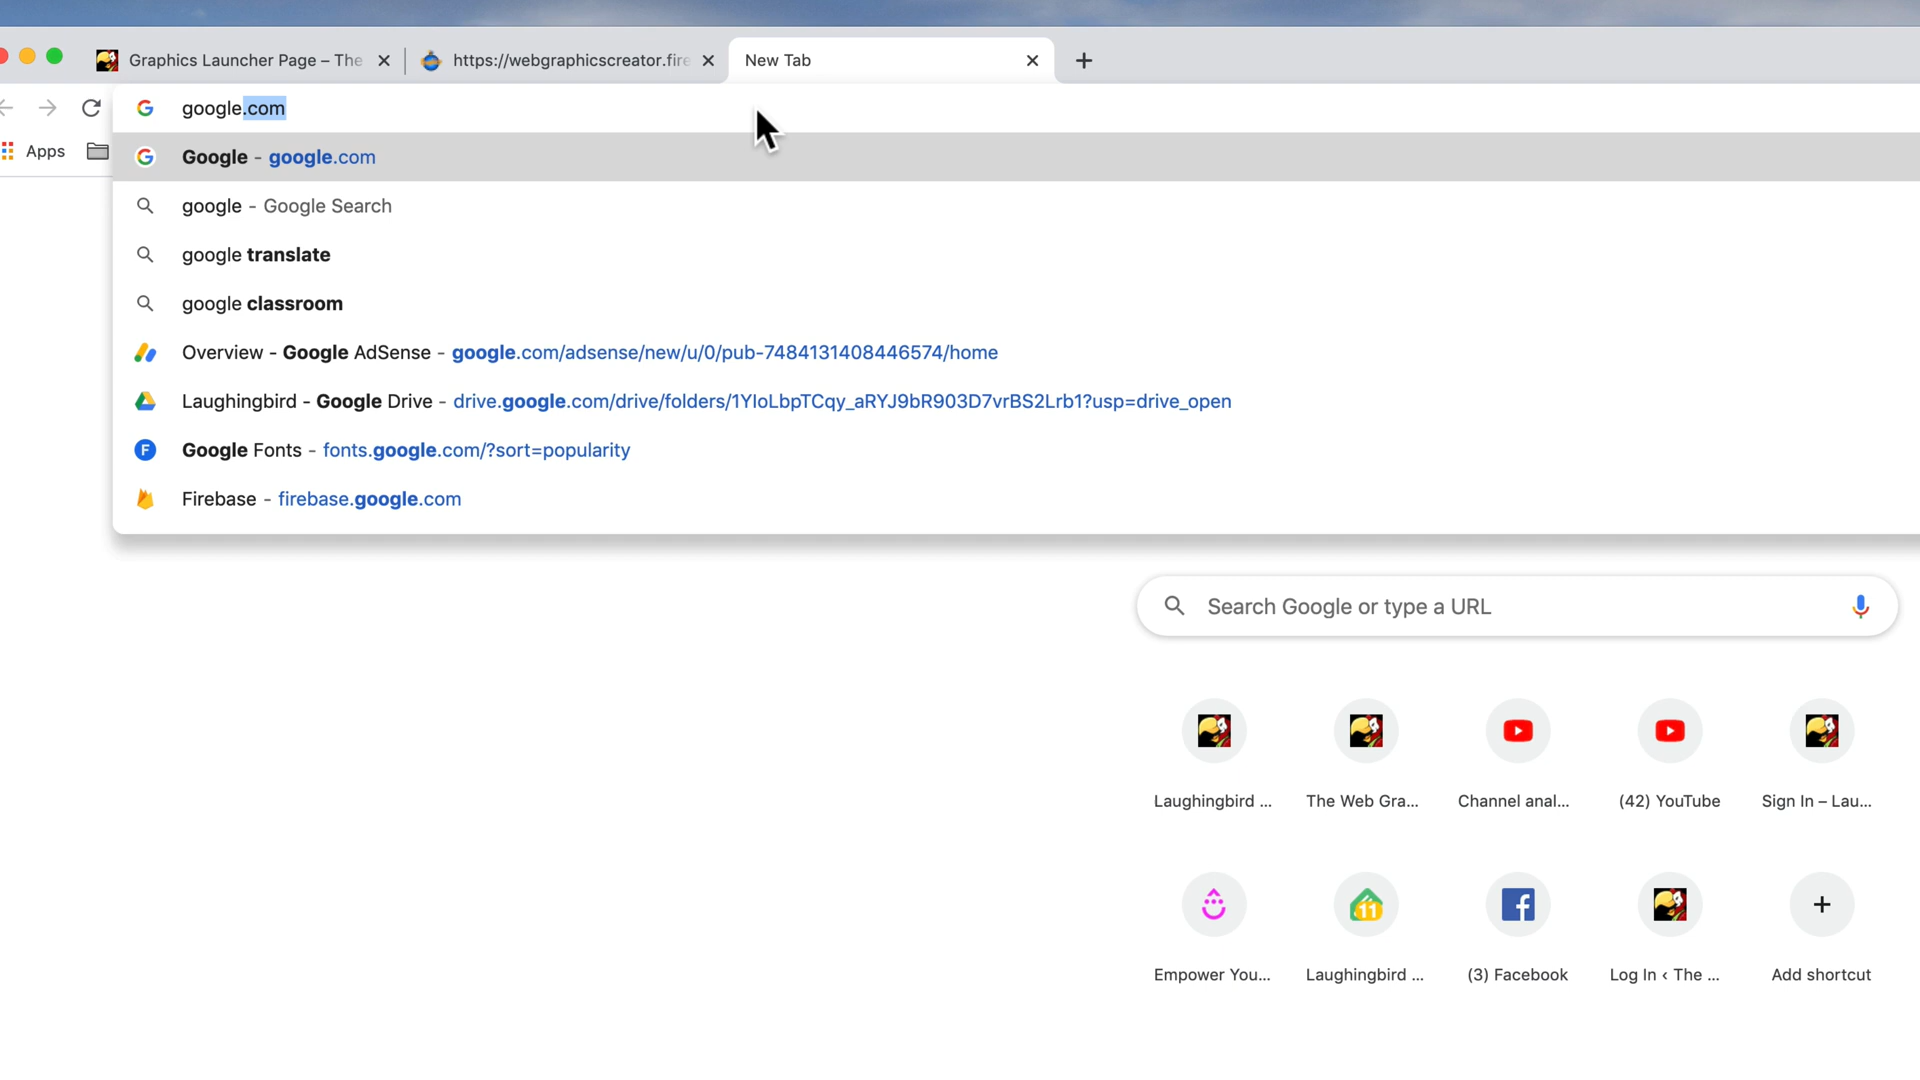 Graphics Launcher Page – The
https://webgraphicscreator.fire
New Tab
google.com
Apps
Google - google.com
google - Google Search
google translate
google classroom
Overview - Google AdSense - google.com/adsense/new/u/0/pub-7484131408446574/home
Laughingbird - Google Drive - drive.google.com/drive/folders/1YIoLbpTCqy_aRYJ9bR903D7vrBS2Lrb1?usp=drive_open
F Google Fonts - fonts.google.com/?sort=popularity
Firebase - firebase.google.com
Search Google or type a URL
Laughingbird ... The Web Gra... Channel anal... (42) YouTube Sign In – Lau...
11
Empower You... Laughingbird ... (3) Facebook Log In ‹ The ... Add shortcut